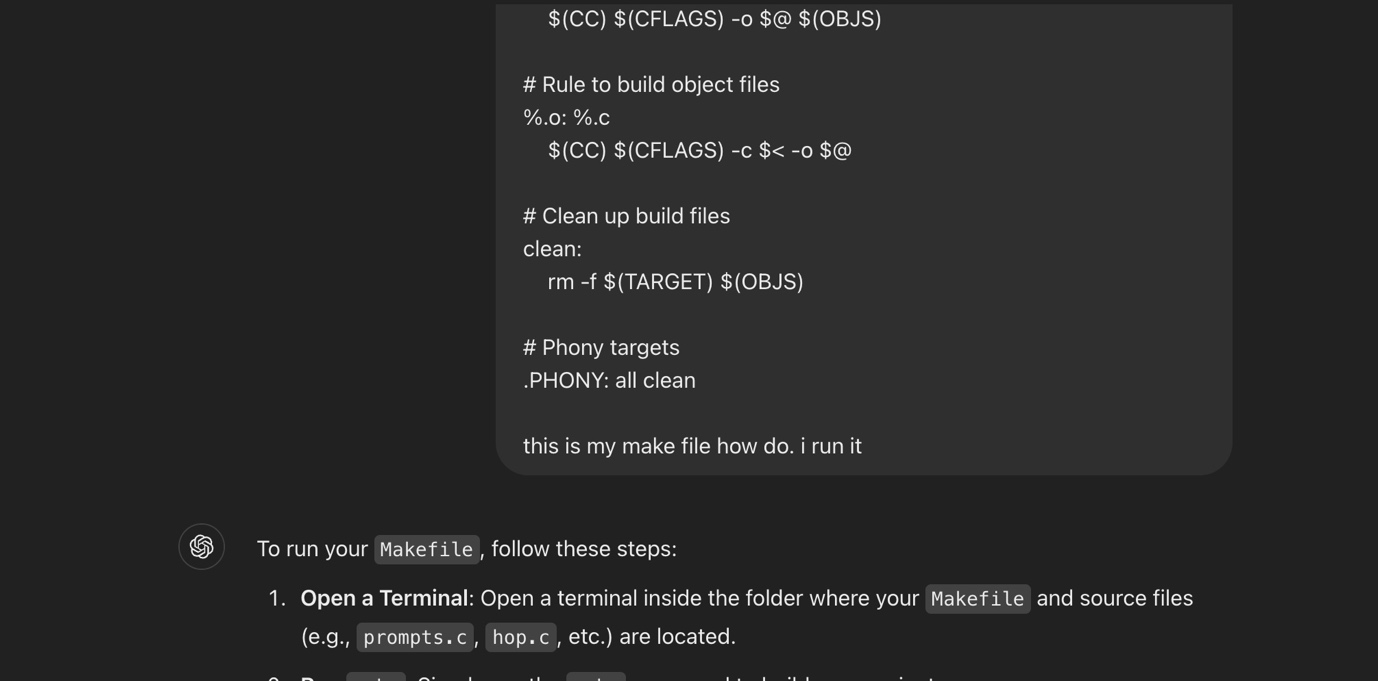 $(CC) $(CFLAGS) -o $@ $(OBJS)
# Rule to build object files
%.o: %.c
$(CC) $(CFLAGS) -c $< -o $@
# Clean up build files
clean:
rm -f $(TARGET) $(OBJS)
# Phony targets
.PHONY: all clean
this is my make file how do. i run it
To run your Makefile, follow these steps:
1. Open a Terminal: Open a terminal inside the folder where your Makefile and source files
(e.g., prompts.c, hop.c, etc.) are located.